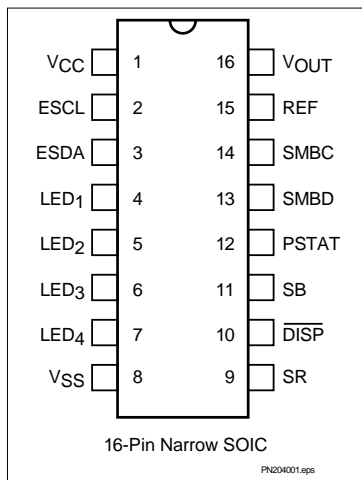 VCC 1 16 VOUT
ESCL 2 15 REF
ESDA 3 14 SMBC
LED1 4 13 SMBD
LED2 5 12 PSTAT
LED3 6 11 SB
LED4 7 10 DISP
VSS 8 9 SR
16-Pin Narrow SOIC
PN204001.eps